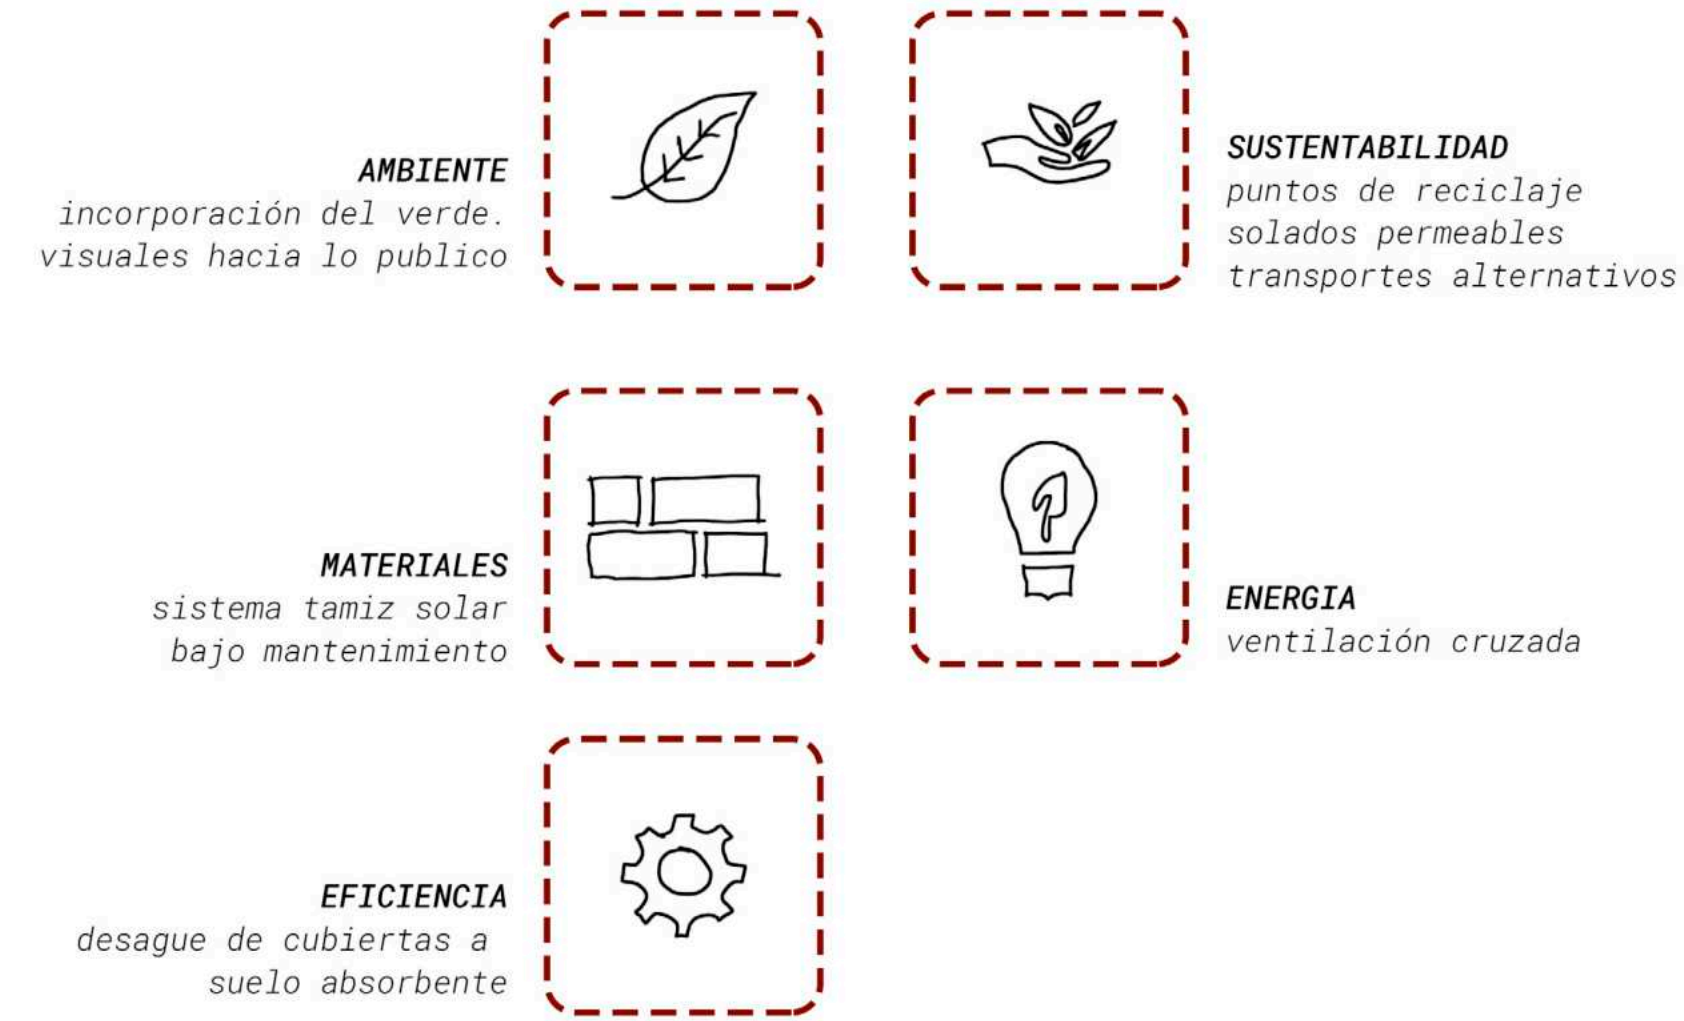 AMBIENTE
incorporación del verde.
visuales hacia lo publico
SUSTENTABILIDAD
puntos de reciclaje
solados permeables
transportes alternativos
MATERIALES
sistema tamiz solar
bajo mantenimiento
ENERGIA
ventilación cruzada
EFICIENCIA
desague de cubiertas a
suelo absorbente